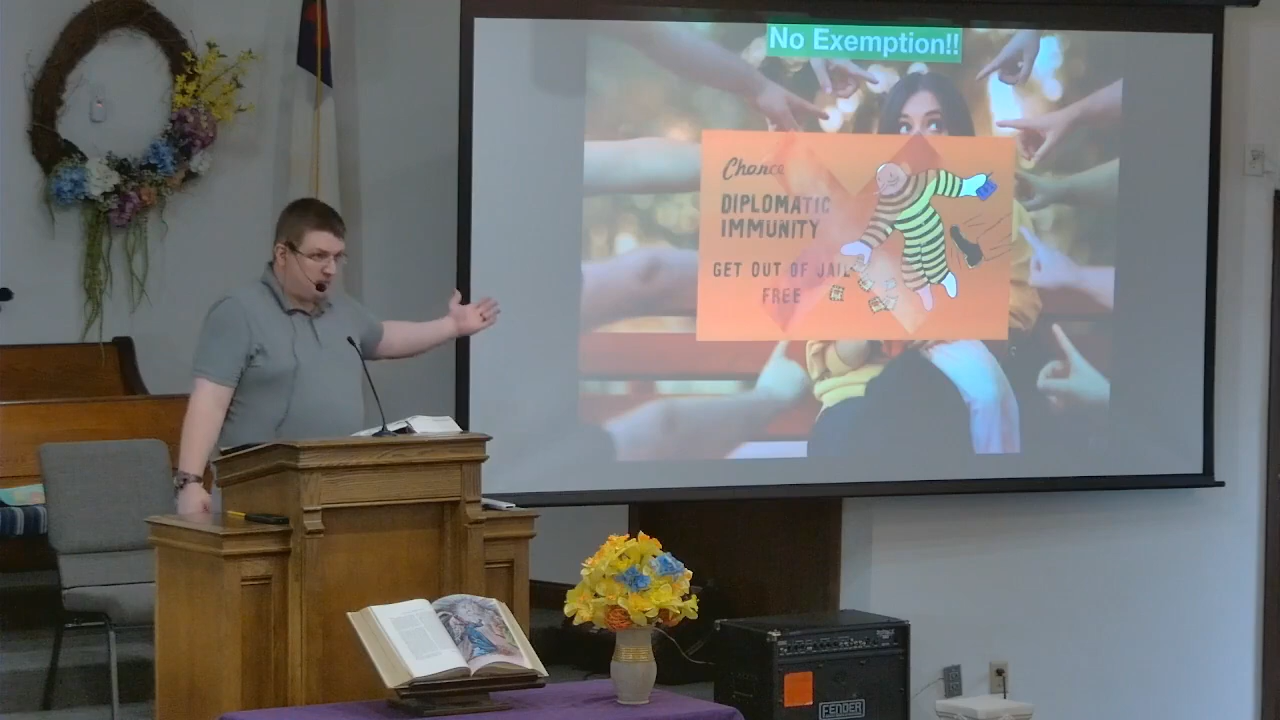 No Exemption!!
Chance
DIPLOMATIC
IMMUNITY
GET OUT OF JAIL
FREE
FENDER